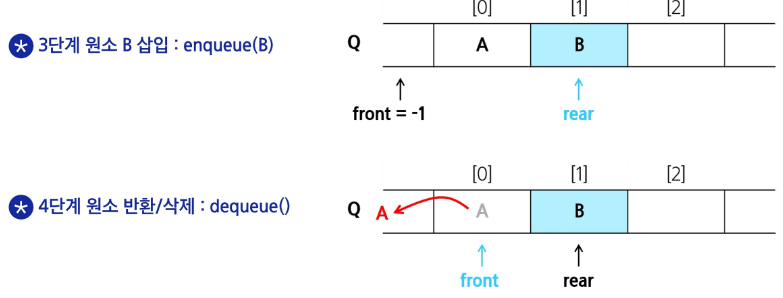 [0] [1] [2]
* 3단계 원소 B 삽입 : enqueue(B) Q A B
front = -1 rear
[0] [1] [2]
* 4단계 원소 반환/삭제 : dequeue() Q A A B
front rear